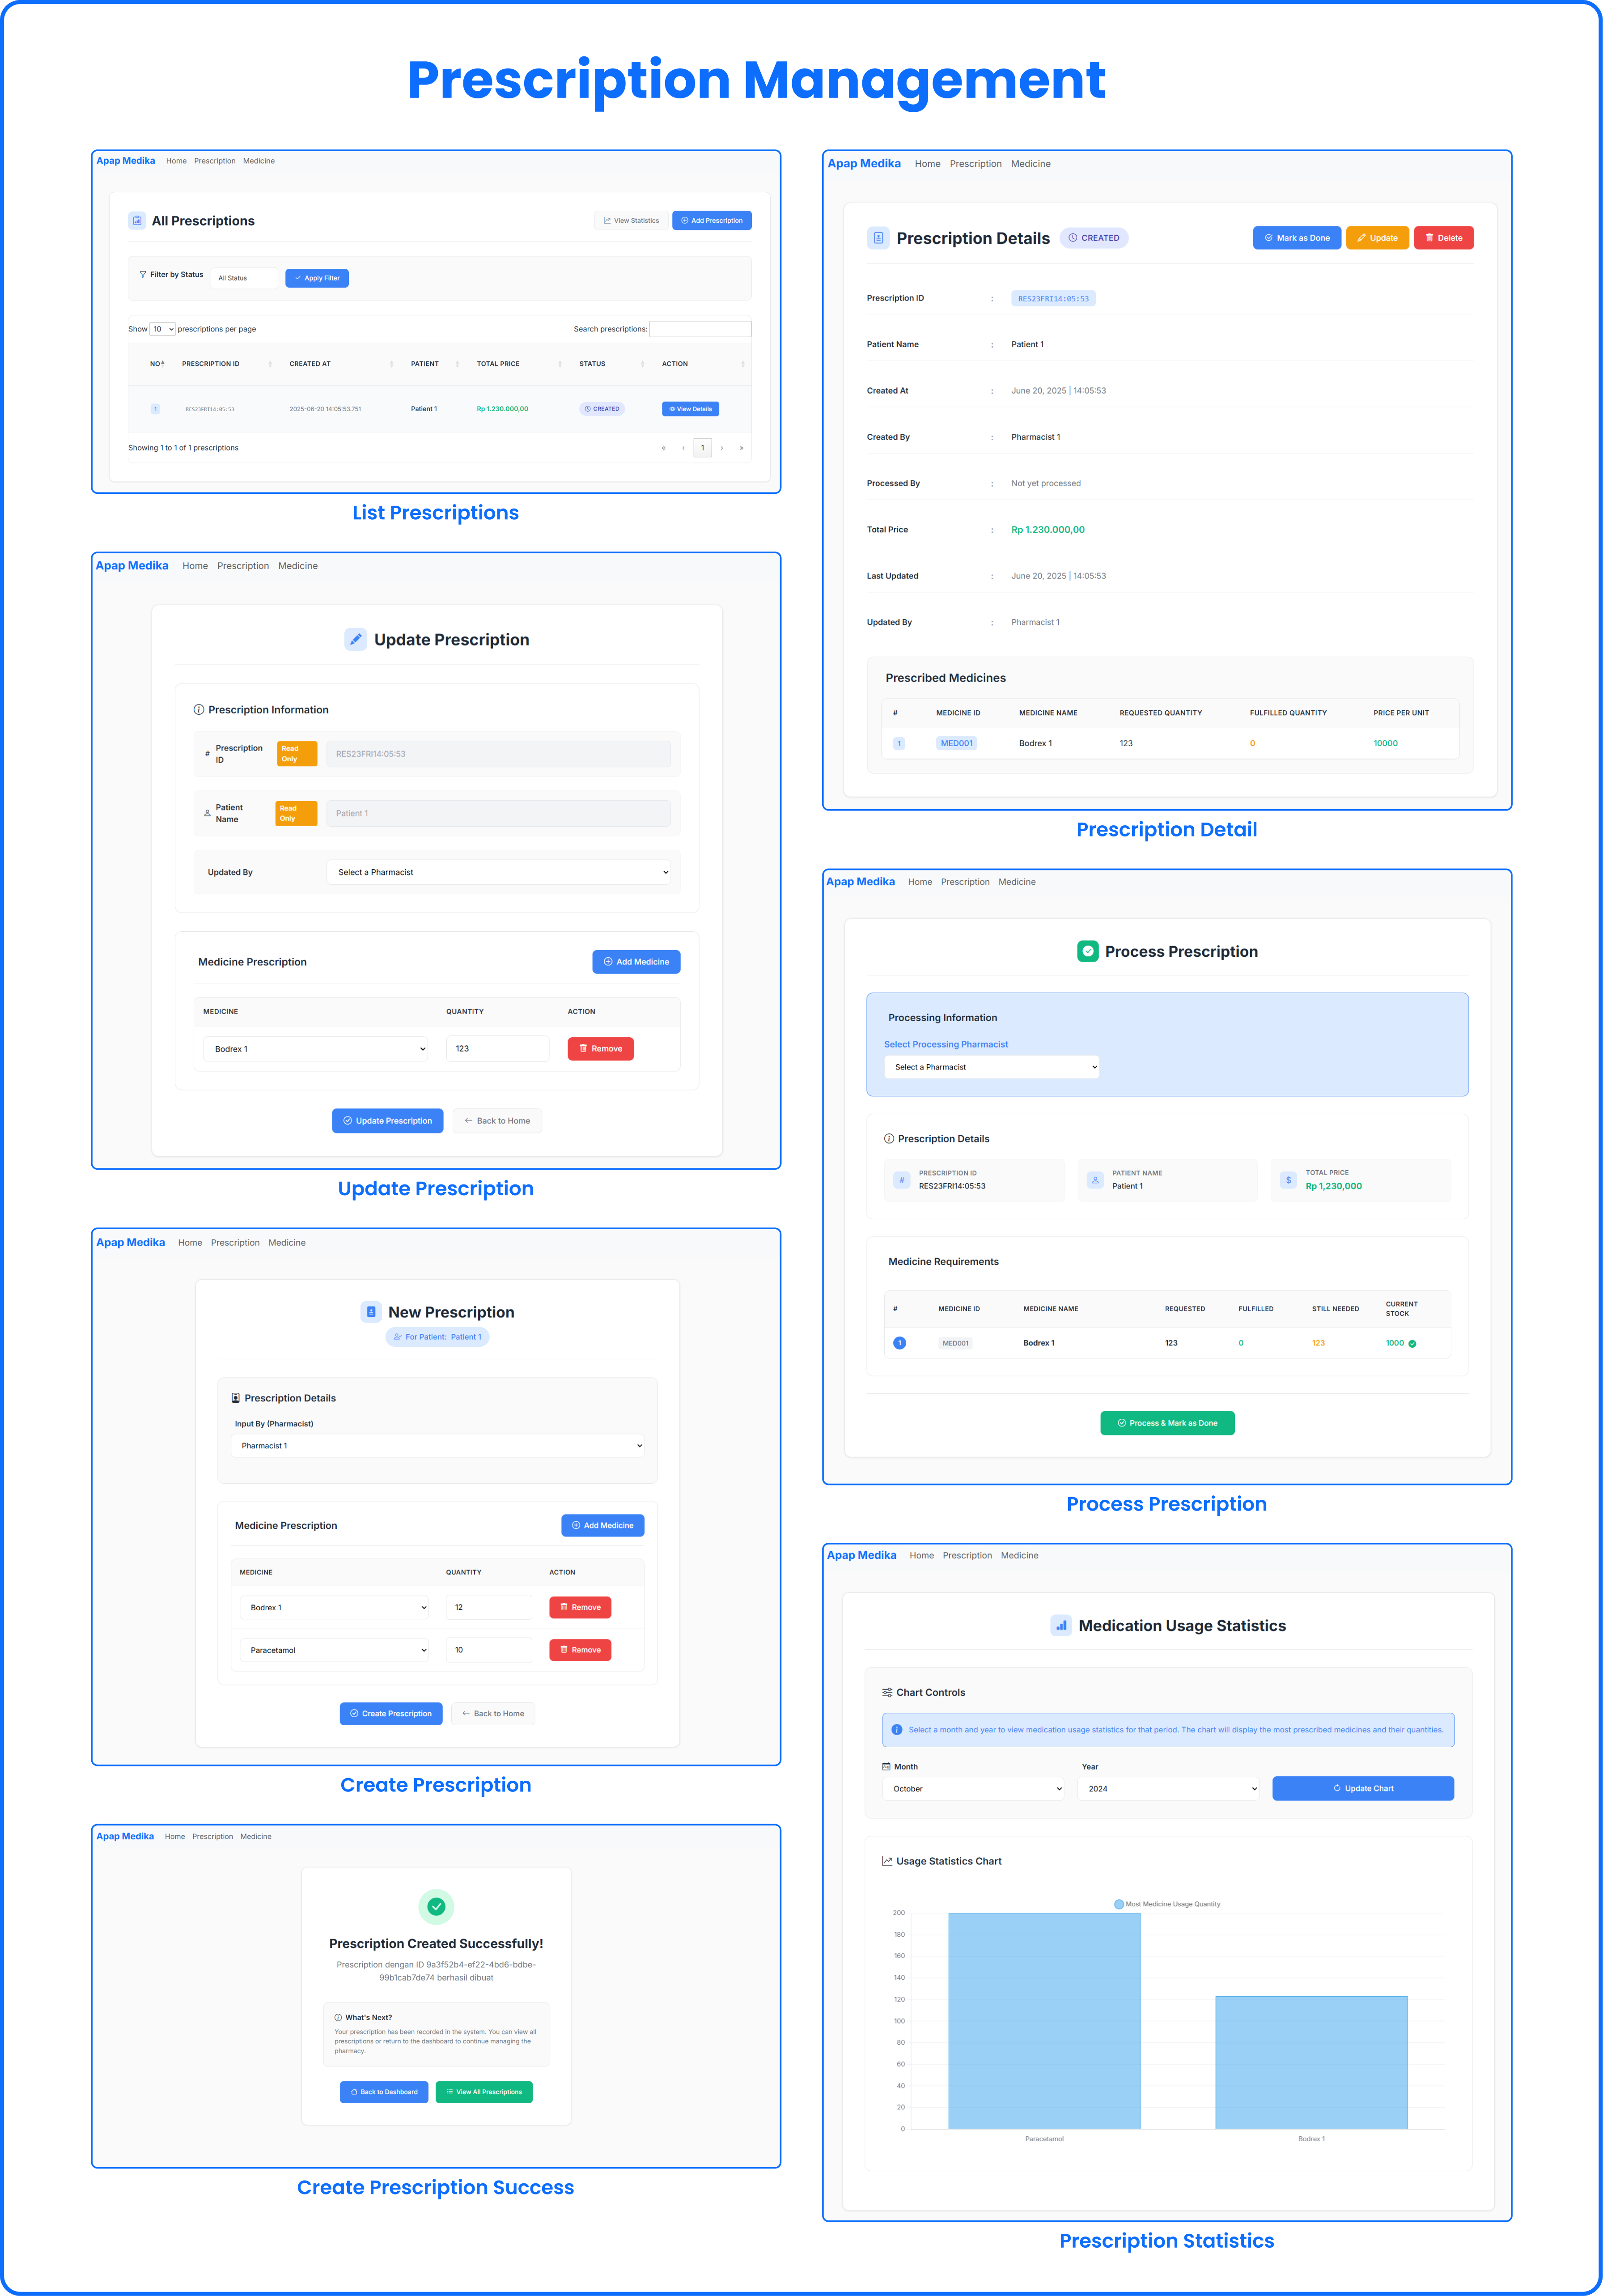 Prescription Management
Apap Medika Home Prescription Medicine
All Prescriptions
View Statistics
Add Prescription
Filter by Status
All Status
Apply Filter
Show 10 prescriptions per page
Search prescriptions:
NO PRESCRIPTION ID CREATED AT PATIENT TOTAL PRICE STATUS ACTION
1 RES23FRI14:05:53 2025-06-20 14:05:53.751 Patient 1 Rp 1.230.000,00 CREATED View Details
Showing 1 to 1 of 1 prescriptions
« ‹ 1 › »
List Prescriptions
Apap Medika Home Prescription Medicine
Update Prescription
Prescription Information
# Prescription
ID
Read
Only
RES23FRI14:05:53
Patient
Name
Read
Only
Patient 1
Updated By
Select a Pharmacist
Medicine Prescription
Add Medicine
MEDICINE QUANTITY ACTION
Bodrex 1 123 Remove
Update Prescription
← Back to Home
Update Prescription
Apap Medika Home Prescription Medicine
New Prescription
For Patient: Patient 1
Prescription Details
Input By (Pharmacist)
Pharmacist 1
Medicine Prescription
Add Medicine
MEDICINE QUANTITY ACTION
Bodrex 1 12 Remove
Paracetamol 10 Remove
Create Prescription
← Back to Home
Create Prescription
Apap Medika Home Prescription Medicine
Prescription Created Successfully!
Prescription dengan ID 9a3f52b4-ef22-4bd6-bdbe-
99b1cab7de74 berhasil dibuat
What's Next?
Your prescription has been recorded in the system. You can view all
prescriptions or return to the dashboard to continue managing the
pharmacy.
Back to Dashboard
View All Prescriptions
Create Prescription Success
Apap Medika Home Prescription Medicine
Prescription Details
CREATED
Mark as Done
Update
Delete
Prescription ID : RES23FRI14:05:53
Patient Name : Patient 1
Created At : June 20, 2025 | 14:05:53
Created By : Pharmacist 1
Processed By : Not yet processed
Total Price : Rp 1.230.000,00
Last Updated : June 20, 2025 | 14:05:53
Updated By : Pharmacist 1
Prescribed Medicines
# MEDICINE ID MEDICINE NAME REQUESTED QUANTITY FULFILLED QUANTITY PRICE PER UNIT
1 MED001 Bodrex 1 123 0 10000
Prescription Detail
Apap Medika Home Prescription Medicine
Process Prescription
Processing Information
Select Processing Pharmacist
Select a Pharmacist
Prescription Details
# PRESCRIPTION ID
RES23FRI14:05:53
PATIENT NAME
Patient 1
$ TOTAL PRICE
Rp 1,230,000
Medicine Requirements
# MEDICINE ID MEDICINE NAME REQUESTED FULFILLED STILL NEEDED CURRENT
STOCK
1 MED001 Bodrex 1 123 0 123 1000
Process & Mark as Done
Process Prescription
Apap Medika Home Prescription Medicine
Medication Usage Statistics
Chart Controls
Select a month and year to view medication usage statistics for that period. The chart will display the most prescribed medicines and their quantities.
Month
October
Year
2024
Update Chart
Usage Statistics Chart
Most Medicine Usage Quantity
200
180
160
140
120
100
80
60
40
20
0
Paracetamol Bodrex 1
Prescription Statistics